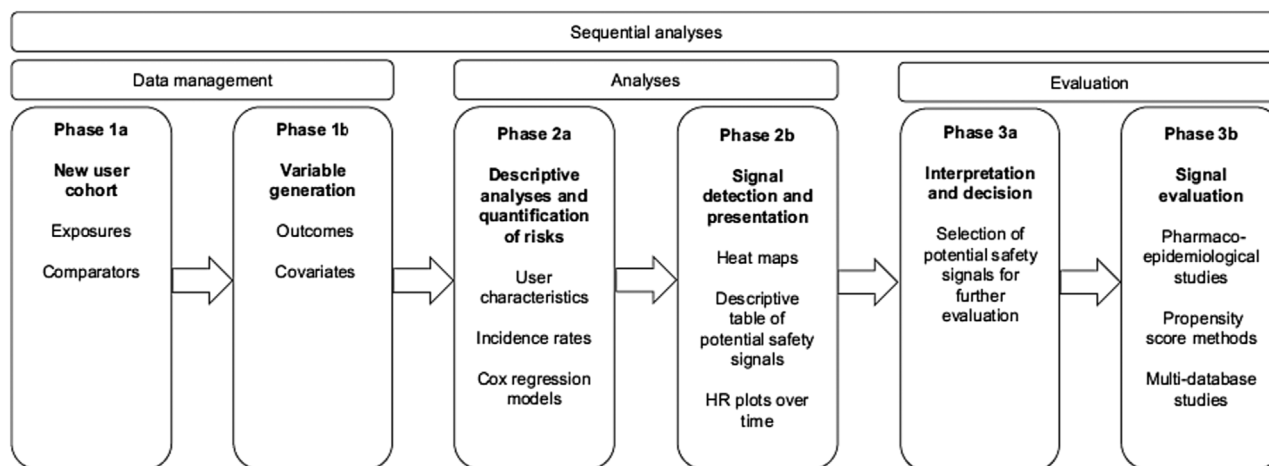 Sequential analyses
Data management
Analyses
Evaluation
Phase 1a
New user
cohort
Exposures
Comparators
Phase 1b
Variable
generation
Outcomes
Covariates
Phase 2a
Descriptive
analyses and
quantification
of risks
User
characteristics
Incidence rates
Cox regression
models
Phase 2b
Signal
detection and
presentation
Heat maps
Descriptive
table of
potential safety
signals
HR plots over
time
Phase 3a
Interpretation
and decision
Selection of
potential safety
signals for
further
evaluation
Phase 3b
Signal
evaluation
Pharmaco-
epidemiological
studies
Propensity
score methods
Multi-database
studies